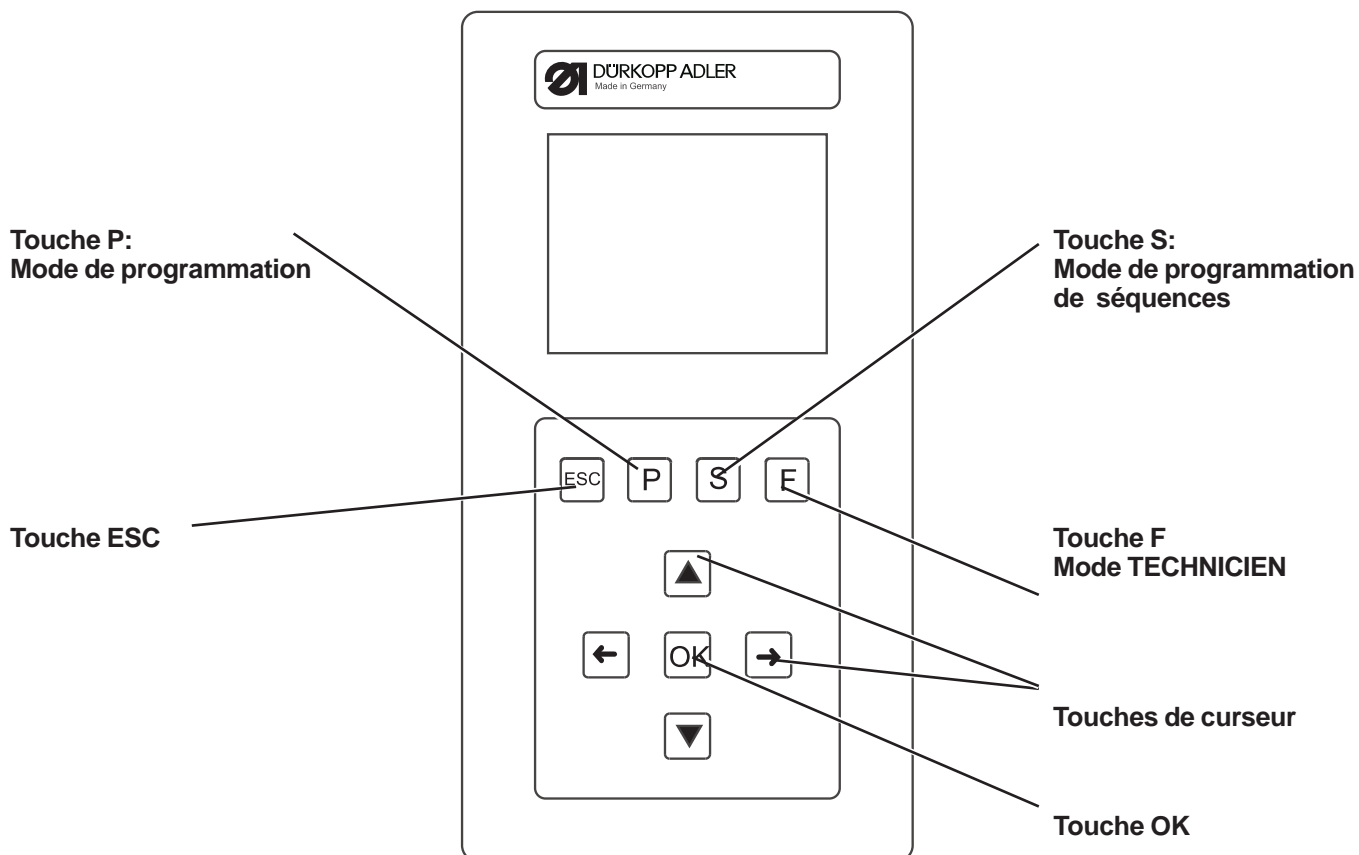 DÜRKOPP ADLER
Made in Germany
Touche P:
Mode de programmation
Touche S:
Mode de programmation
de séquences
ESC P S F
Touche ESC
Touche F
Mode TECHNICIEN
OK
Touches de curseur
Touche OK